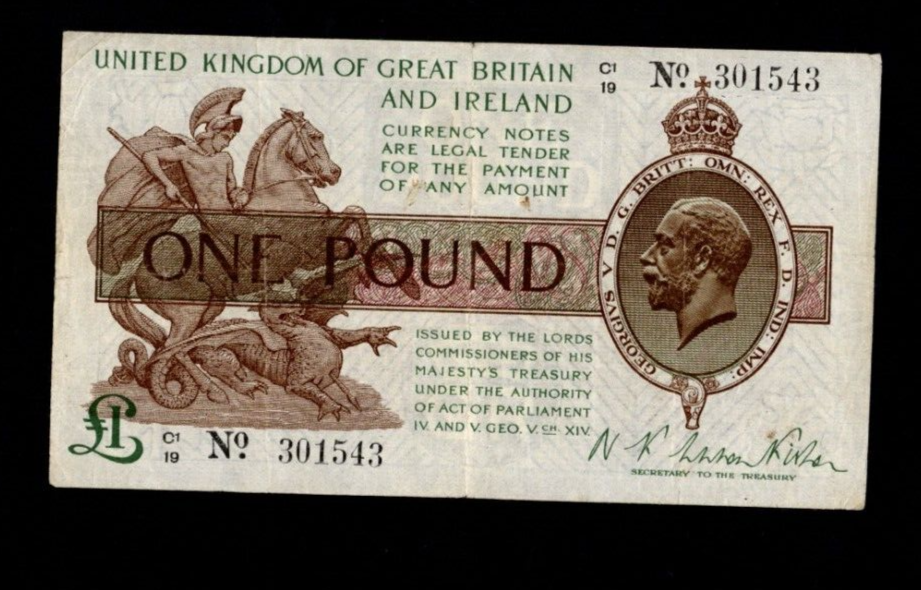 UNITED KINGDOM OF GREAT BRITAIN
AND IRELAND
C1
19
No. 301543
CURRENCY NOTES
ARE LEGAL TENDER
FOR THE PAYMENT
OF ANY AMOUNT
GEORGIVS V D. G. BRITT: OMN: REX F. D. IND: IMP:
ONE POUND
ISSUED BY THE LORDS
COMMISSIONERS OF HIS
MAJESTY'S TREASURY
UNDER THE AUTHORITY
OF ACT OF PARLIAMENT
IV. AND V. GEO. V. CH. XIV.
£1
C1
19
No. 301543
SECRETARY TO THE TREASURY